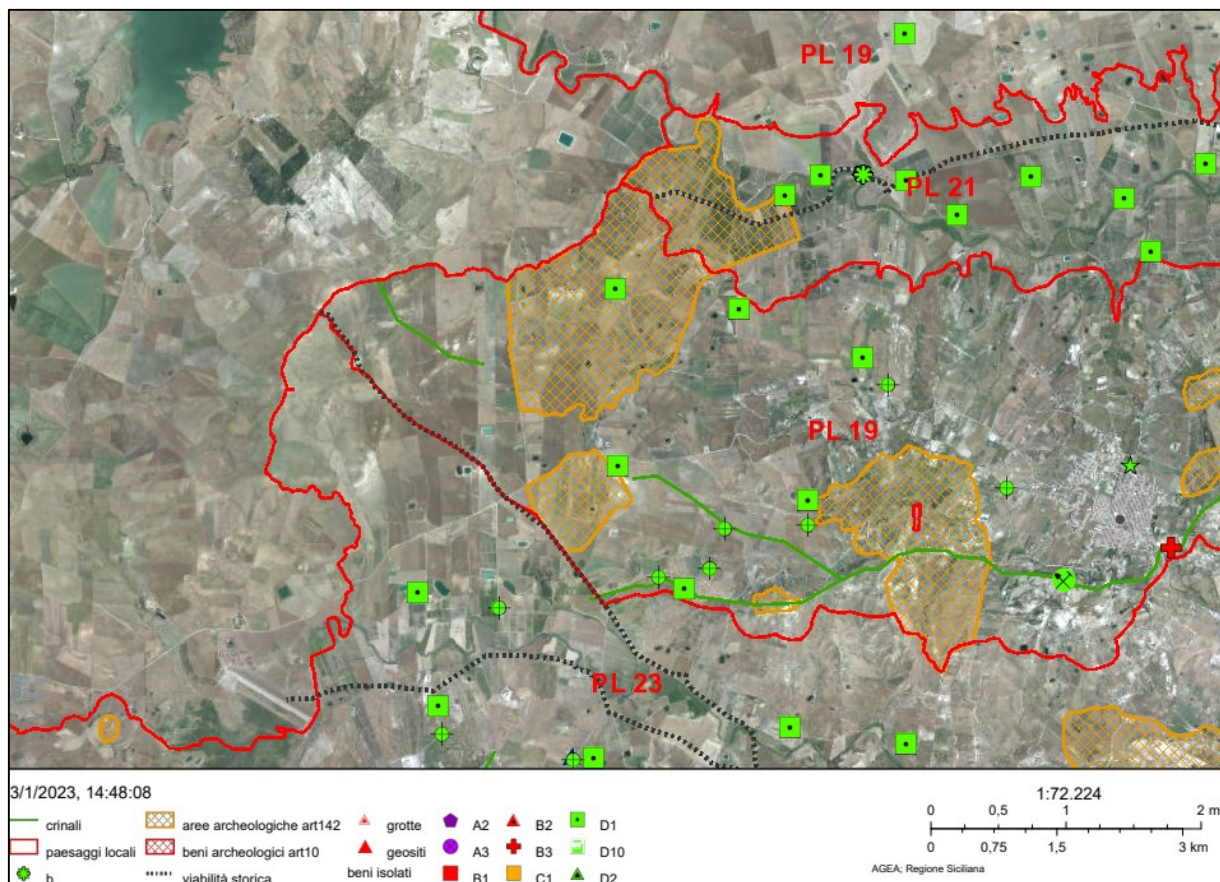 PL 19
PL 21
PL 19
PL 23
3/1/2023, 14:48:08
1:72.224
crinali
aree archeologiche art142
grotte
A2
B2
D1
0 0,5 1 2 m
paesaggi locali
beni archeologici art10
geositi
A3
B3
D10
0 0,75 1,5 3 km
b
viabilità storica
beni isolati
B1
C1
D2
AGEA; Regione Siciliana